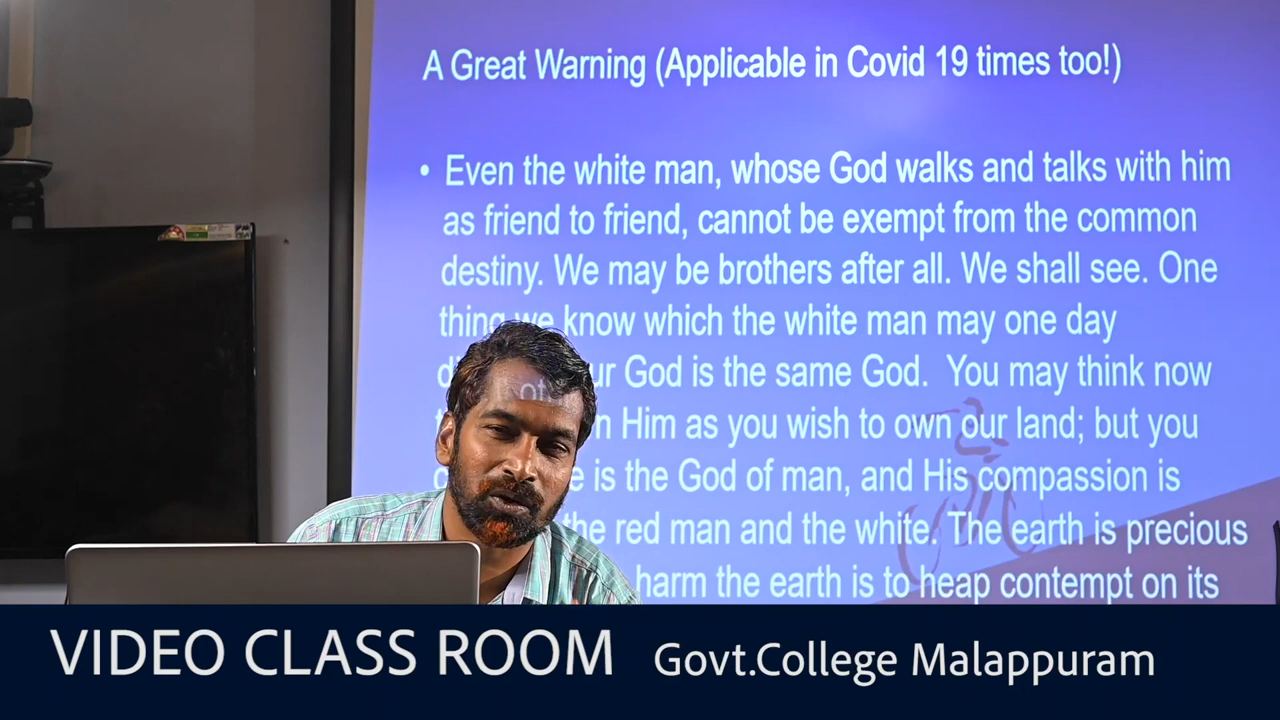 A Great Warning (Applicable in Covid 19 times too!)
• Even the white man, whose God walks and talks with him
as friend to friend, cannot be exempt from the common
destiny. We may be brothers after all. We shall see. One
thing we know which the white man may one day
God is the same God. You may think now
Him as you wish to own our land; but you
is the God of man, and His compassion is
the red man and the white. The earth is precious
harm the earth is to heap contempt on its
VIDEO CLASS ROOM Govt.College Malappuram